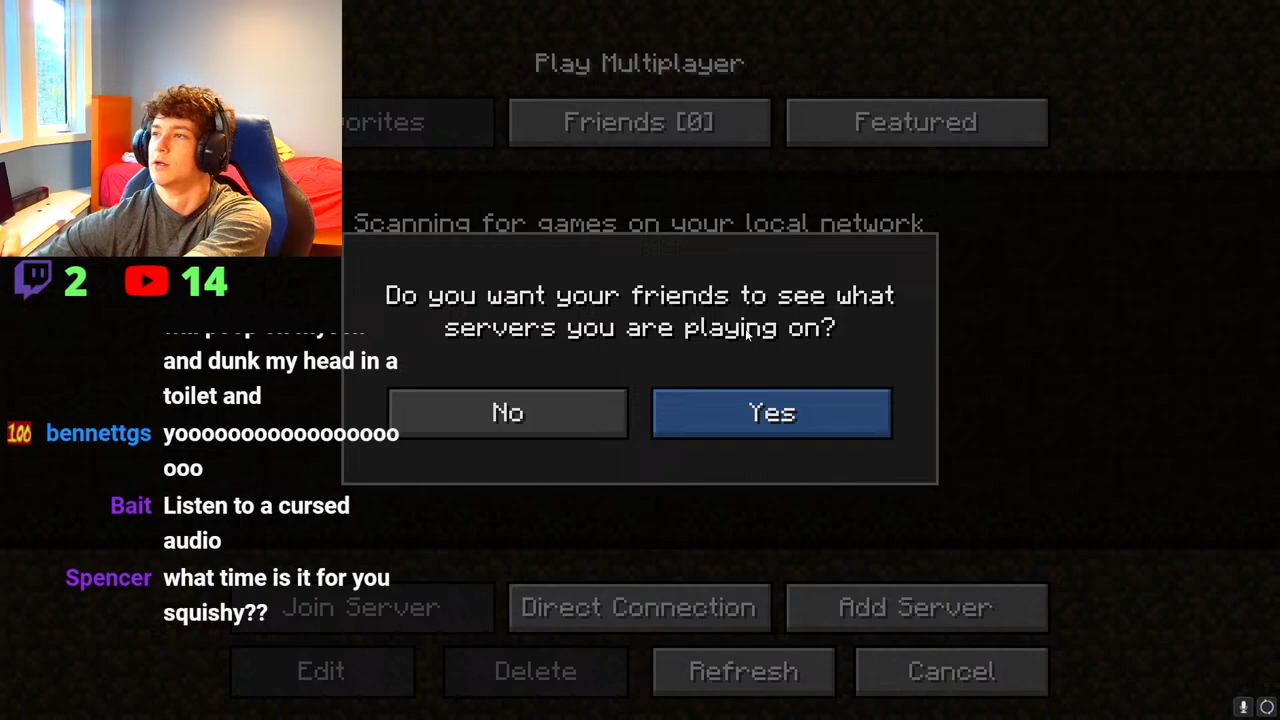 Play Multiplayer
orites
Friends [0]
Featured
Scanning for games on your local network
Do you want your friends to see what
servers you are playing on?
No
Yes
2
14
and dunk my head in a
toilet and
100 bennettgs yooooooooooooooooo
ooo
Bait Listen to a cursed
audio
Spencer what time is it for you
squishy??
Join Server
Direct Connection
Add Server
Edit
Delete
Refresh
Cancel